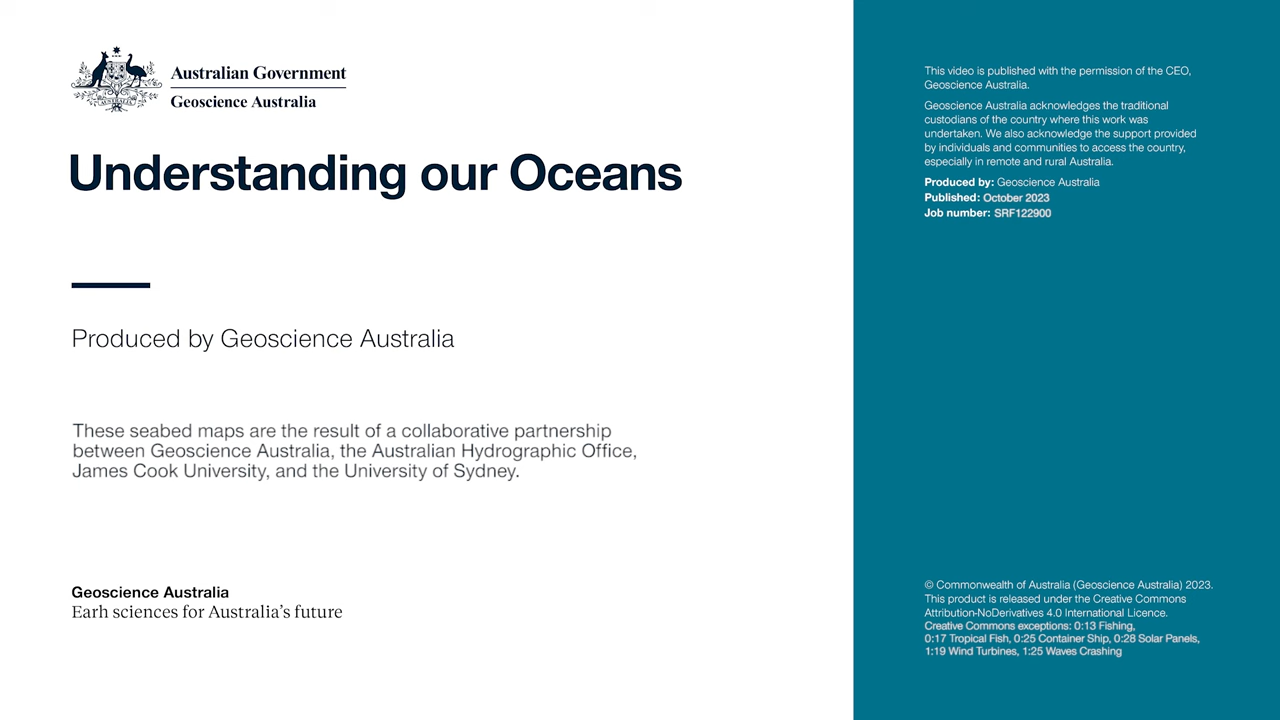 Australian Government
Geoscience Australia
Understanding our Oceans
Produced by Geoscience Australia
These seabed maps are the result of a collaborative partnership
between Geoscience Australia, the Australian Hydrographic Office,
James Cook University, and the University of Sydney.
Geoscience Australia
Earh sciences for Australia's future
This video is published with the permission of the CEO,
Geoscience Australia.
Geoscience Australia acknowledges the traditional
custodians of the country where this work was
undertaken. We also acknowledge the support provided
by individuals and communities to access the country,
especially in remote and rural Australia.
Produced by: Geoscience Australia
Published: October 2023
Job number: SRF122900
© Commonwealth of Australia (Geoscience Australia) 2023.
This product is released under the Creative Commons
Attribution-NoDerivatives 4.0 International Licence.
Creative Commons exceptions: 0:13 Fishing,
0:17 Tropical Fish, 0:25 Container Ship, 0:28 Solar Panels,
1:19 Wind Turbines, 1:25 Waves Crashing